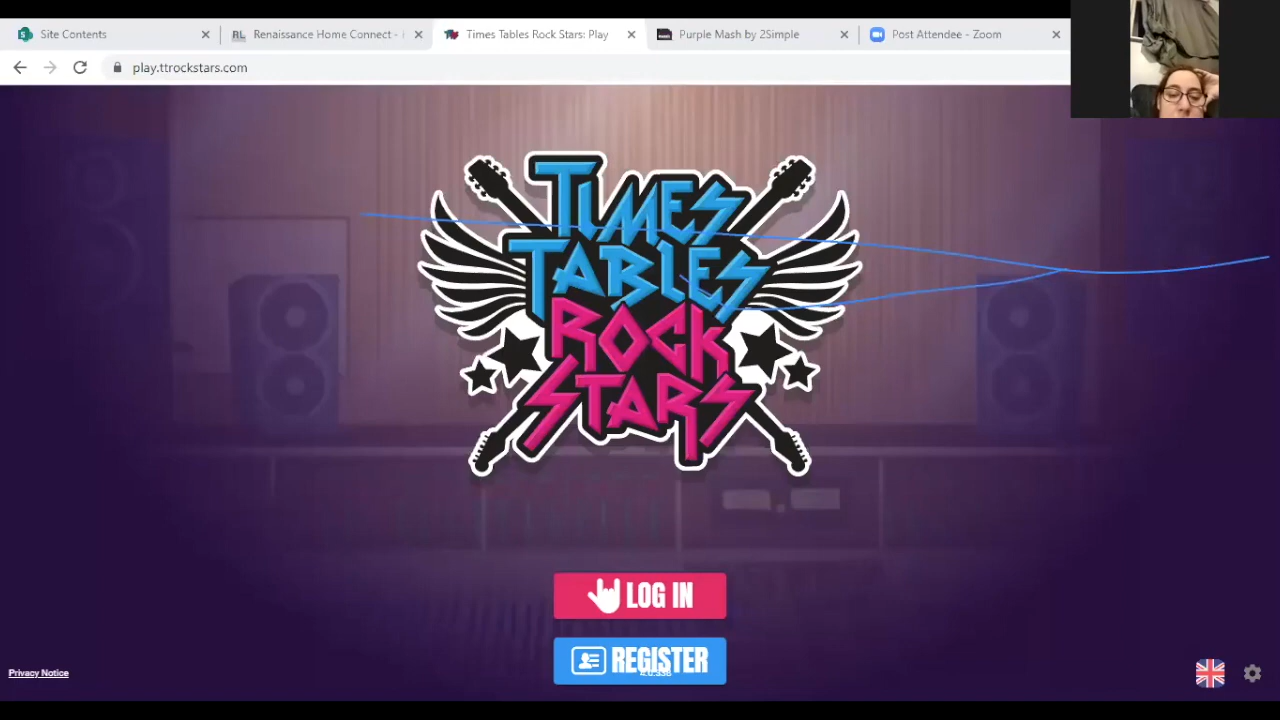 Site Contents
Renaissance Home Connect - i
Times Tables Rock Stars: Play
Purple Mash by 2Simple
Post Attendee - Zoom
play.ttrockstars.com
TIMES
TABLES
ROCK
STARS
LOG IN
REGISTER
Privacy Notice